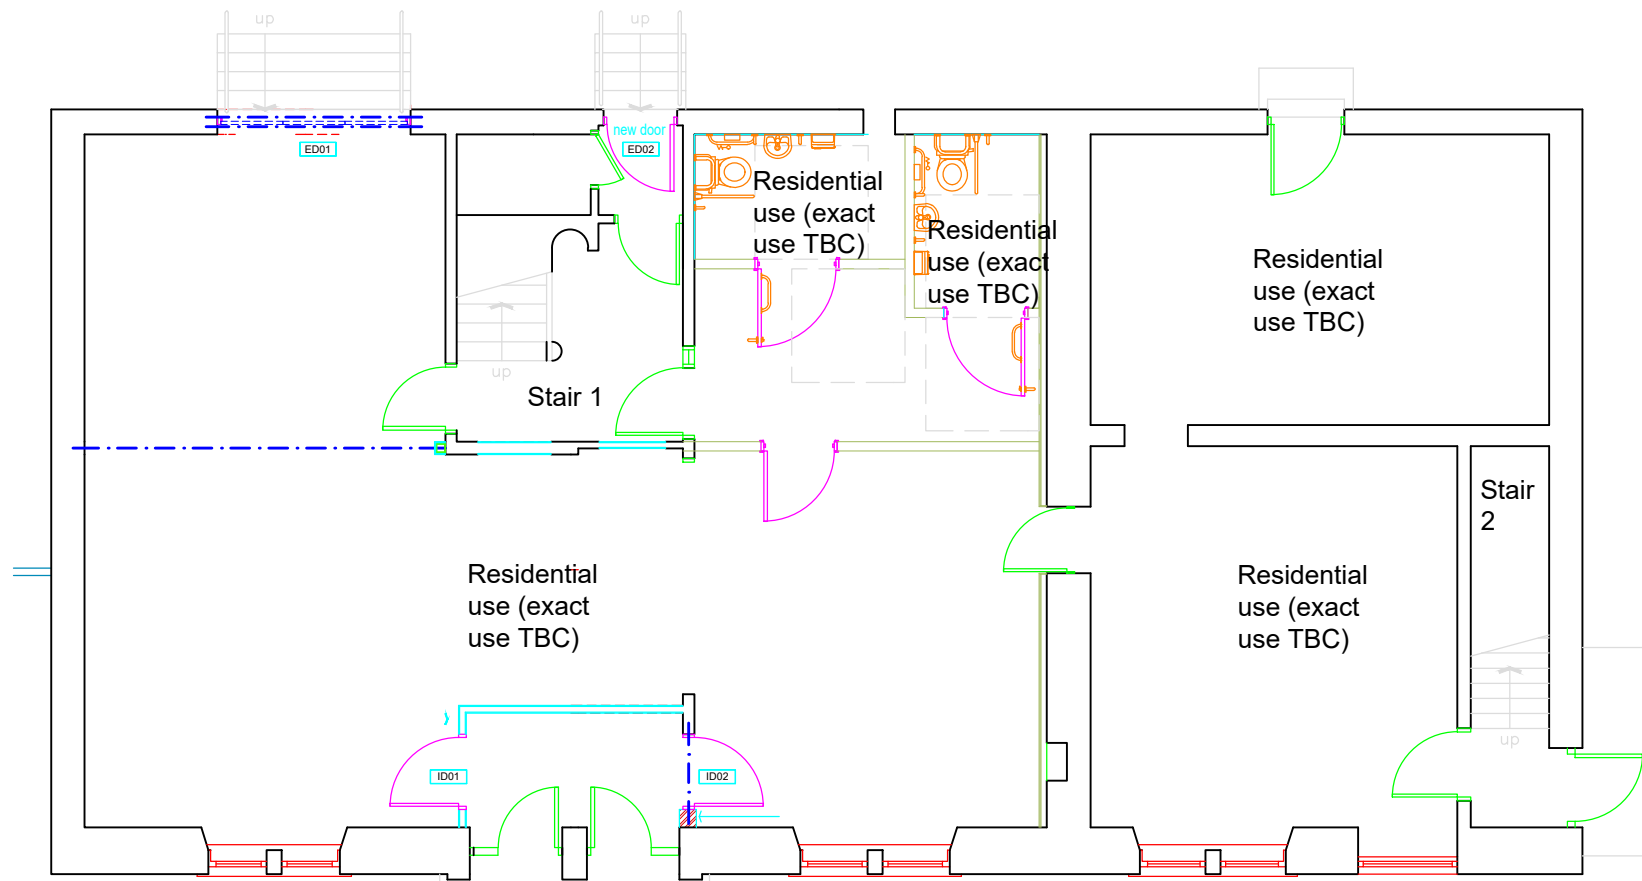 up
up
new door
ED01
ED02
Residential
use (exact
use TBC)
Residential
use (exact
use TBC)
Residential
use (exact
use TBC)
up
Stair 1
Stair
2
Residential
use (exact
use TBC)
Residential
use (exact
use TBC)
up
ID01
ID02